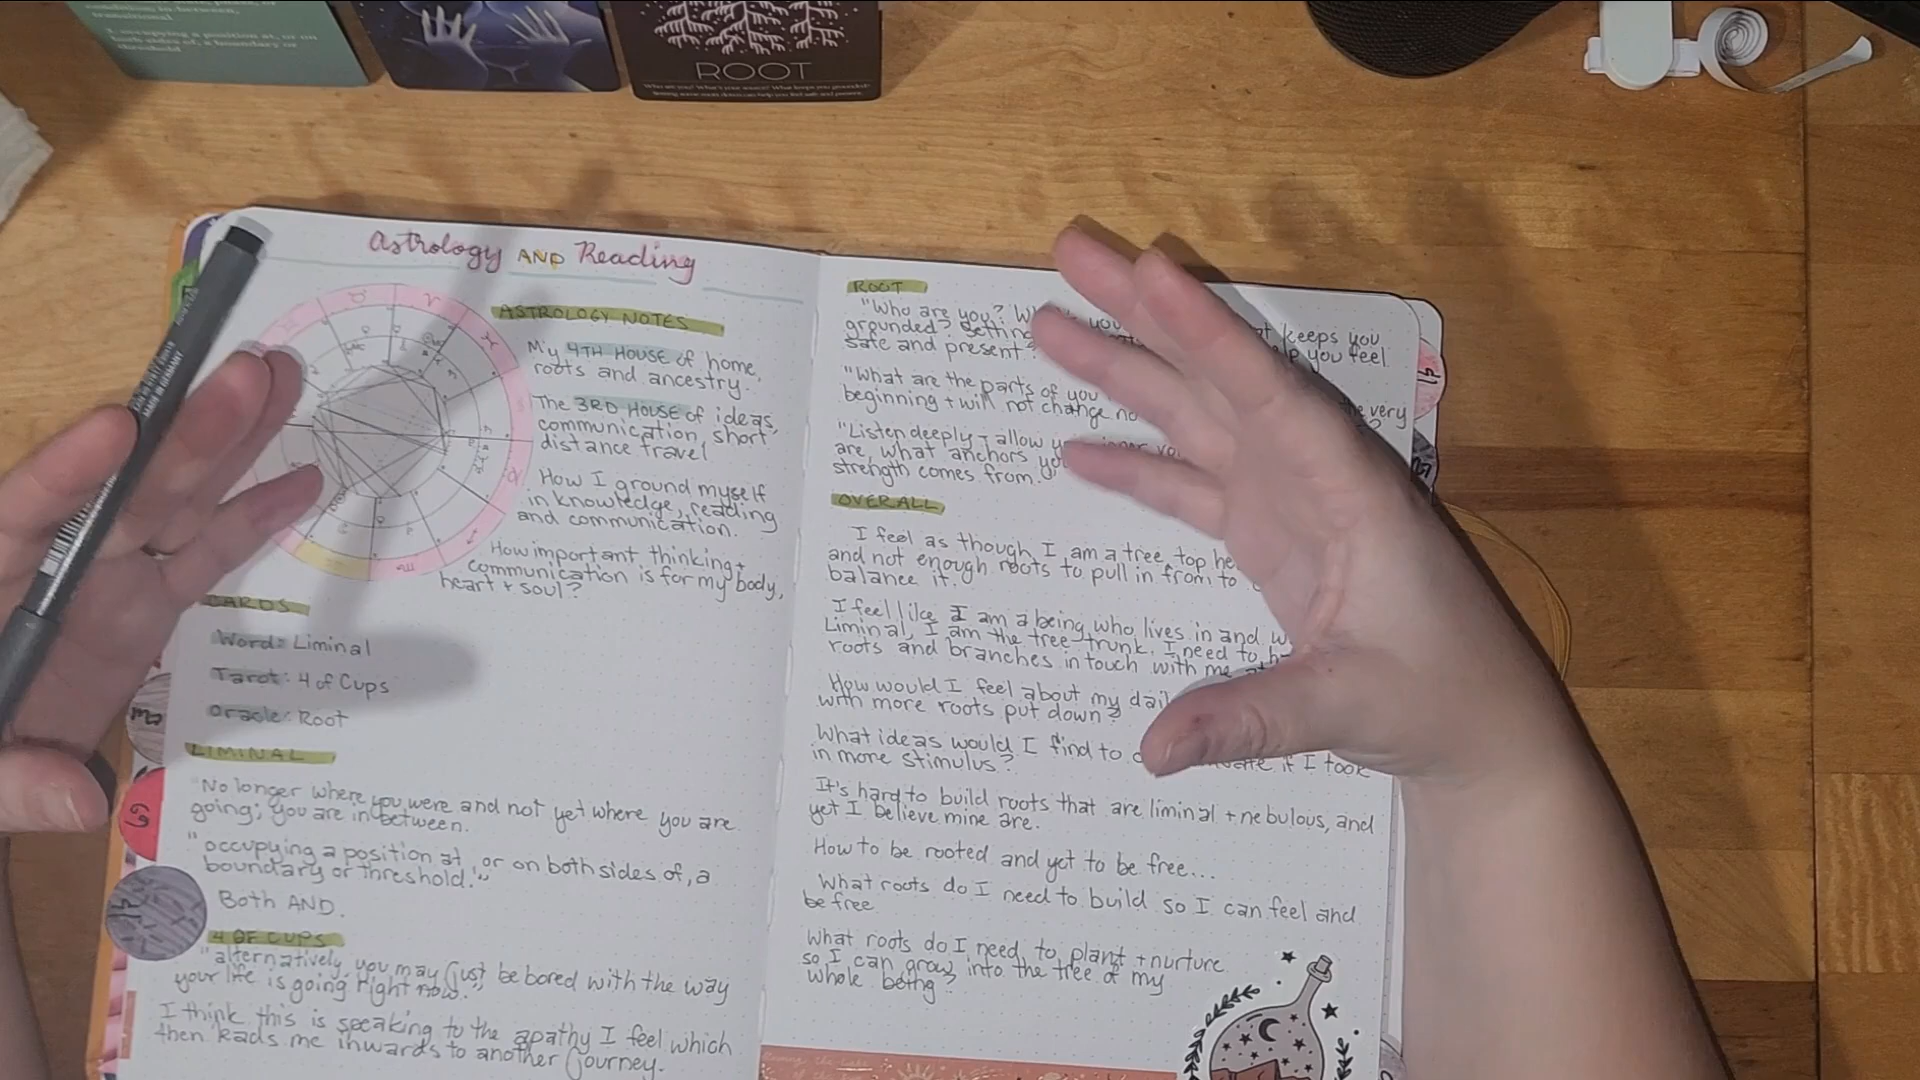 ROOT
Astrology AND Reading
ASTROLOGY NOTES
My 4TH HOUSE of home,
roots and ancestry.
The 3RD HOUSE of ideas,
communication, short
distance travel
How I ground myself
in knowledge, reading
and communication.
How important thinking +
communication is for my body,
heart + soul?
CARDS
Word: Liminal
Tarot: 4 of Cups
Oracle: Root
LIMINAL
"No longer where you were and not yet where you are
going; you are in between.
"occupying a position at, or on both sides of, a
boundary or threshold."
Both AND.
4 OF CUPS
"alternatively, you may just be bored with the way
your life is going right now."
I think this is speaking to the apathy I feel which
then leads me inwards to another journey.
ROOT
"Who are you? keeps you
grounded? you feel
safe and present
"What are the parts of you very
beginning + will not change
"Listen deeply - allow
are, what anchors
strength comes from."
OVERALL
I feel as though I am a tree, top
and not enough roots to pull in from to
balance it.
I feel like I am a being who lives in and
Liminal, I am the tree trunk. I need to
roots and branches in touch with me
How would I feel about my
with more roots put down?
What ideas would I find to if I took
in more stimulus?
It's hard to build roots that are liminal + nebulous, and
yet I believe mine are.
How to be rooted and yet to be free...
What roots do I need to build so I can feel and
be free
What roots do I need to plant + nurture
so I can grow into the tree of my
whole being?
MADE IN GERMANY